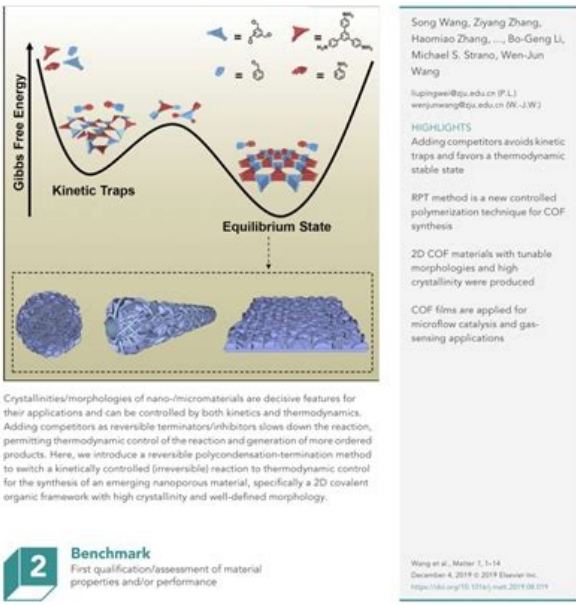 Gibbs Free Energy
Kinetic Traps
Equilibrium State
Crystallinities/morphologies of nano-/micromaterials are decisive features for
their applications and can be controlled by both kinetics and thermodynamics.
Adding competitors as reversible terminators/inhibitors slows down the reaction,
permitting thermodynamic control of the reaction and generation of more ordered
products. Here, we introduce a reversible polycondensation-termination method
to switch a kinetically controlled (irreversible) reaction to thermodynamic control
for the synthesis of an emerging nanoporous material, specifically a 2D covalent
organic framework with high crystallinity and well-defined morphology.
2
Benchmark
First qualification/assessment of material
properties and/or performance
Song Wang, Ziyang Zhang,
Haomiao Zhang, ..., Bo-Geng Li,
Michael S. Strano, Wen-Jun
Wang
liupingwei@zju.edu.cn (P.L.)
wenjunwang@zju.edu.cn (W.-J.W.)
HIGHLIGHTS
Adding competitors avoids kinetic
traps and favors a thermodynamic
stable state
RPT method is a new controlled
polymerization technique for COF
synthesis
2D COF materials with tunable
morphologies and high
crystallinity were produced
COF films are applied for
microflow catalysis and gas-
sensing applications
Wang et al., Matter 1, 1–14
December 4, 2019 © 2019 Elsevier Inc.
https://doi.org/10.1016/j.matt.2019.08.019